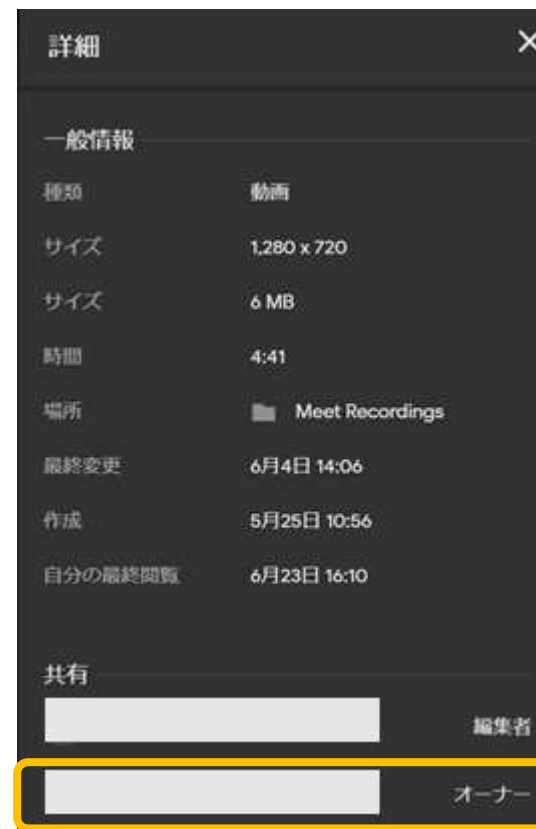 詳細
一般情報
種類 動画
サイズ 1,280 x 720
サイズ 6 MB
時間 4:41
場所 Meet Recordings
最終変更 6月4日 14:06
作成 5月25日 10:56
自分の最終閲覧 6月23日 16:10
共有
編集者
オーナー